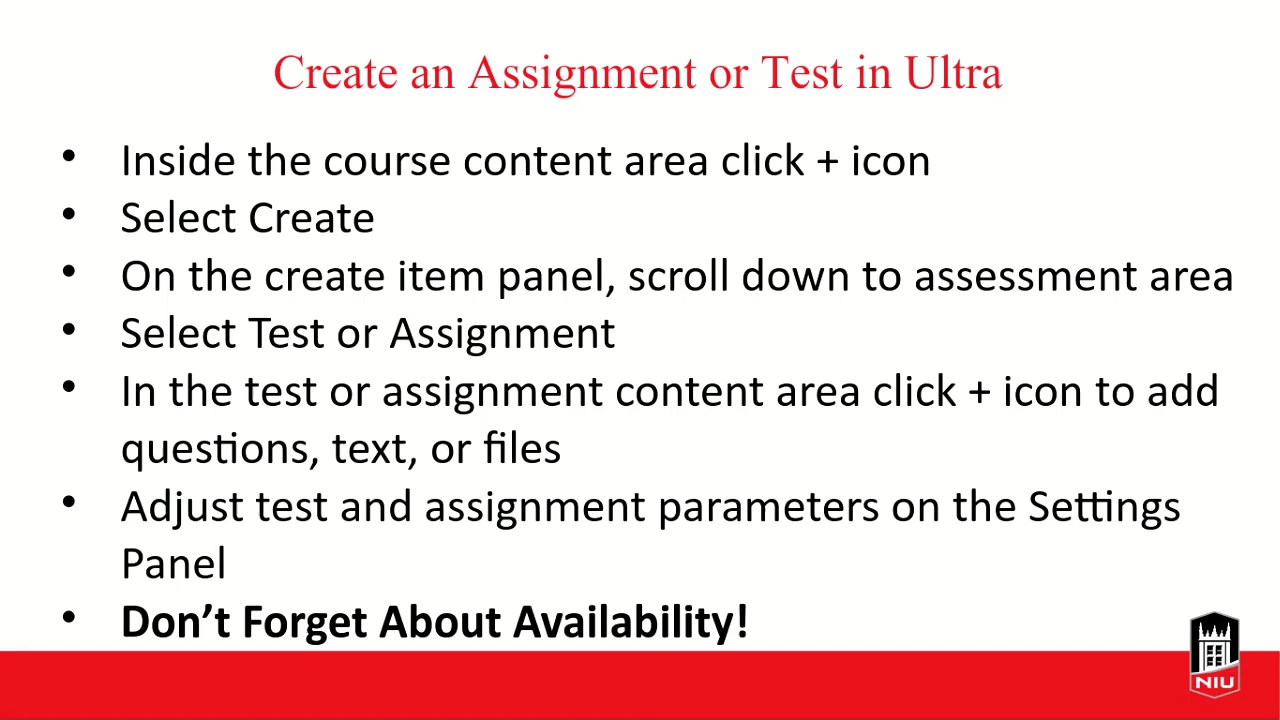 Create an Assignment or Test in Ultra
• Inside the course content area click + icon
• Select Create
• On the create item panel, scroll down to assessment area
• Select Test or Assignment
• In the test or assignment content area click + icon to add
questions, text, or files
• Adjust test and assignment parameters on the Settings
Panel
• Don’t Forget About Availability!
NIU